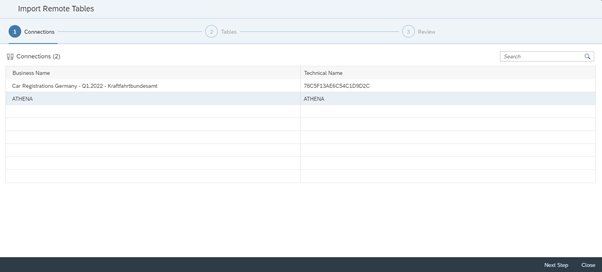 Import Remote Tables
1 Connections 2 Tables 3 Review
Connections (2) Search
Business Name Technical Name
Car Registrations Germany - Q1.2022 - Kraftfahrtbundesamt 78C5F13AE6C54C1D9D2C
ATHENA ATHENA
Next Step Close